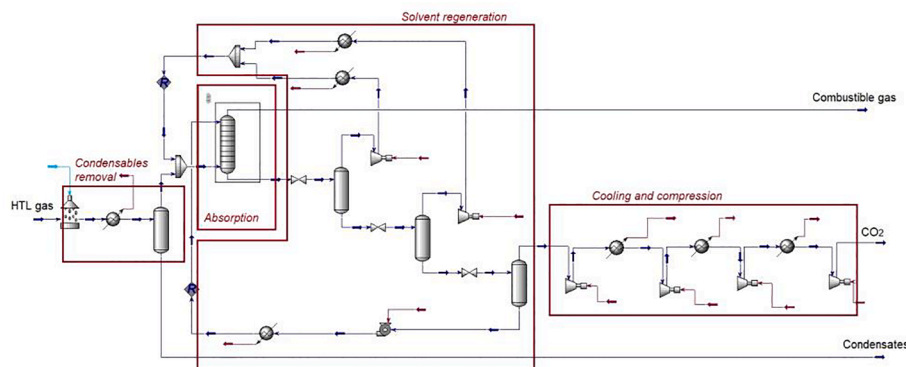 Solvent regeneration
Combustible gas
Condensables
removal
HTL gas
Absorption
Cooling and compression
CO2
Condensates
R
R